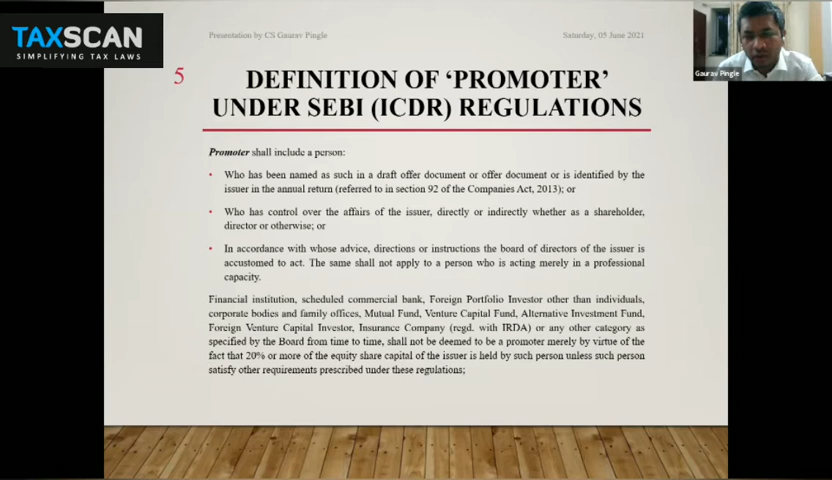 TAXSCAN
SIMPLIFYING TAX LAWS
Presentation by CS Gaurav Pingle
Saturday, 05 June 2021
Gaurav Pingle
5
DEFINITION OF ‘PROMOTER’
UNDER SEBI (ICDR) REGULATIONS
Promoter shall include a person:
• Who has been named as such in a draft offer document or offer document or is identified by the
issuer in the annual return (referred to in section 92 of the Companies Act, 2013); or
• Who has control over the affairs of the issuer, directly or indirectly whether as a shareholder,
director or otherwise; or
• In accordance with whose advice, directions or instructions the board of directors of the issuer is
accustomed to act. The same shall not apply to a person who is acting merely in a professional
capacity.
Financial institution, scheduled commercial bank, Foreign Portfolio Investor other than individuals,
corporate bodies and family offices, Mutual Fund, Venture Capital Fund, Alternative Investment Fund,
Foreign Venture Capital Investor, Insurance Company (regd. with IRDA) or any other category as
specified by the Board from time to time, shall not be deemed to be a promoter merely by virtue of the
fact that 20% or more of the equity share capital of the issuer is held by such person unless such person
satisfy other requirements prescribed under these regulations;